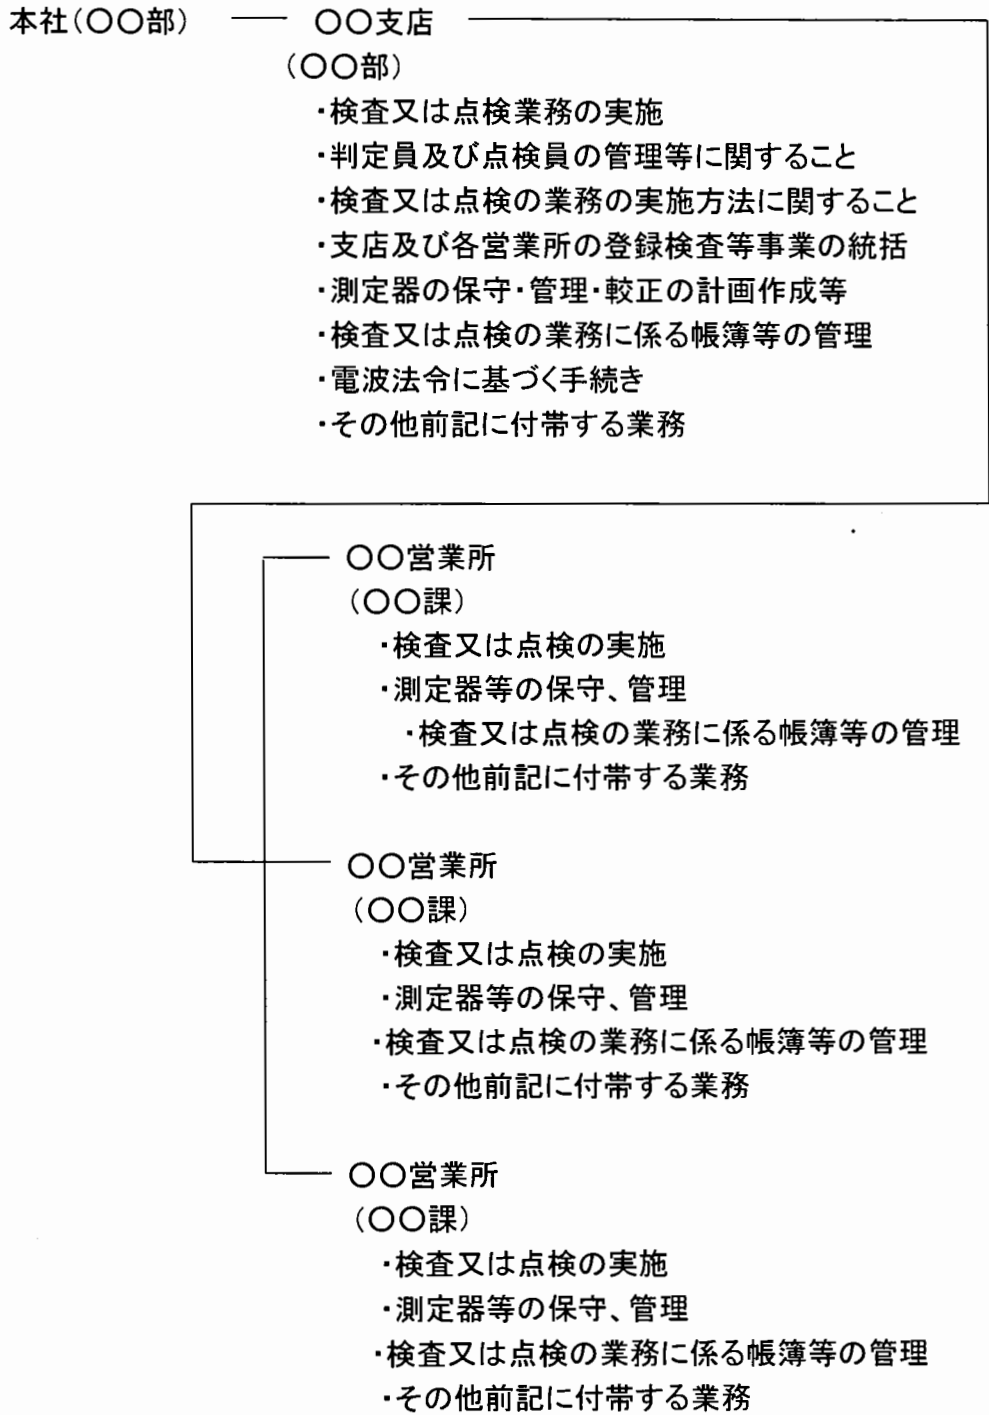 本社(〇〇部) 〇〇支店
(〇〇部)
・検査又は点検業務の実施
・判定員及び点検員の管理等に関すること
・検査又は点検の業務の実施方法に関すること
・支店及び各営業所の登録検査等事業の統括
・測定器の保守・管理・較正の計画作成等
・検査又は点検の業務に係る帳簿等の管理
・電波法令に基づく手続き
・その他前記に付帯する業務
〇〇営業所
(〇〇課)
・検査又は点検の実施
・測定器等の保守、管理
・検査又は点検の業務に係る帳簿等の管理
・その他前記に付帯する業務
〇〇営業所
(〇〇課)
・検査又は点検の実施
・測定器等の保守、管理
・検査又は点検の業務に係る帳簿等の管理
・その他前記に付帯する業務
〇〇営業所
(〇〇課)
・検査又は点検の実施
・測定器等の保守、管理
・検査又は点検の業務に係る帳簿等の管理
・その他前記に付帯する業務